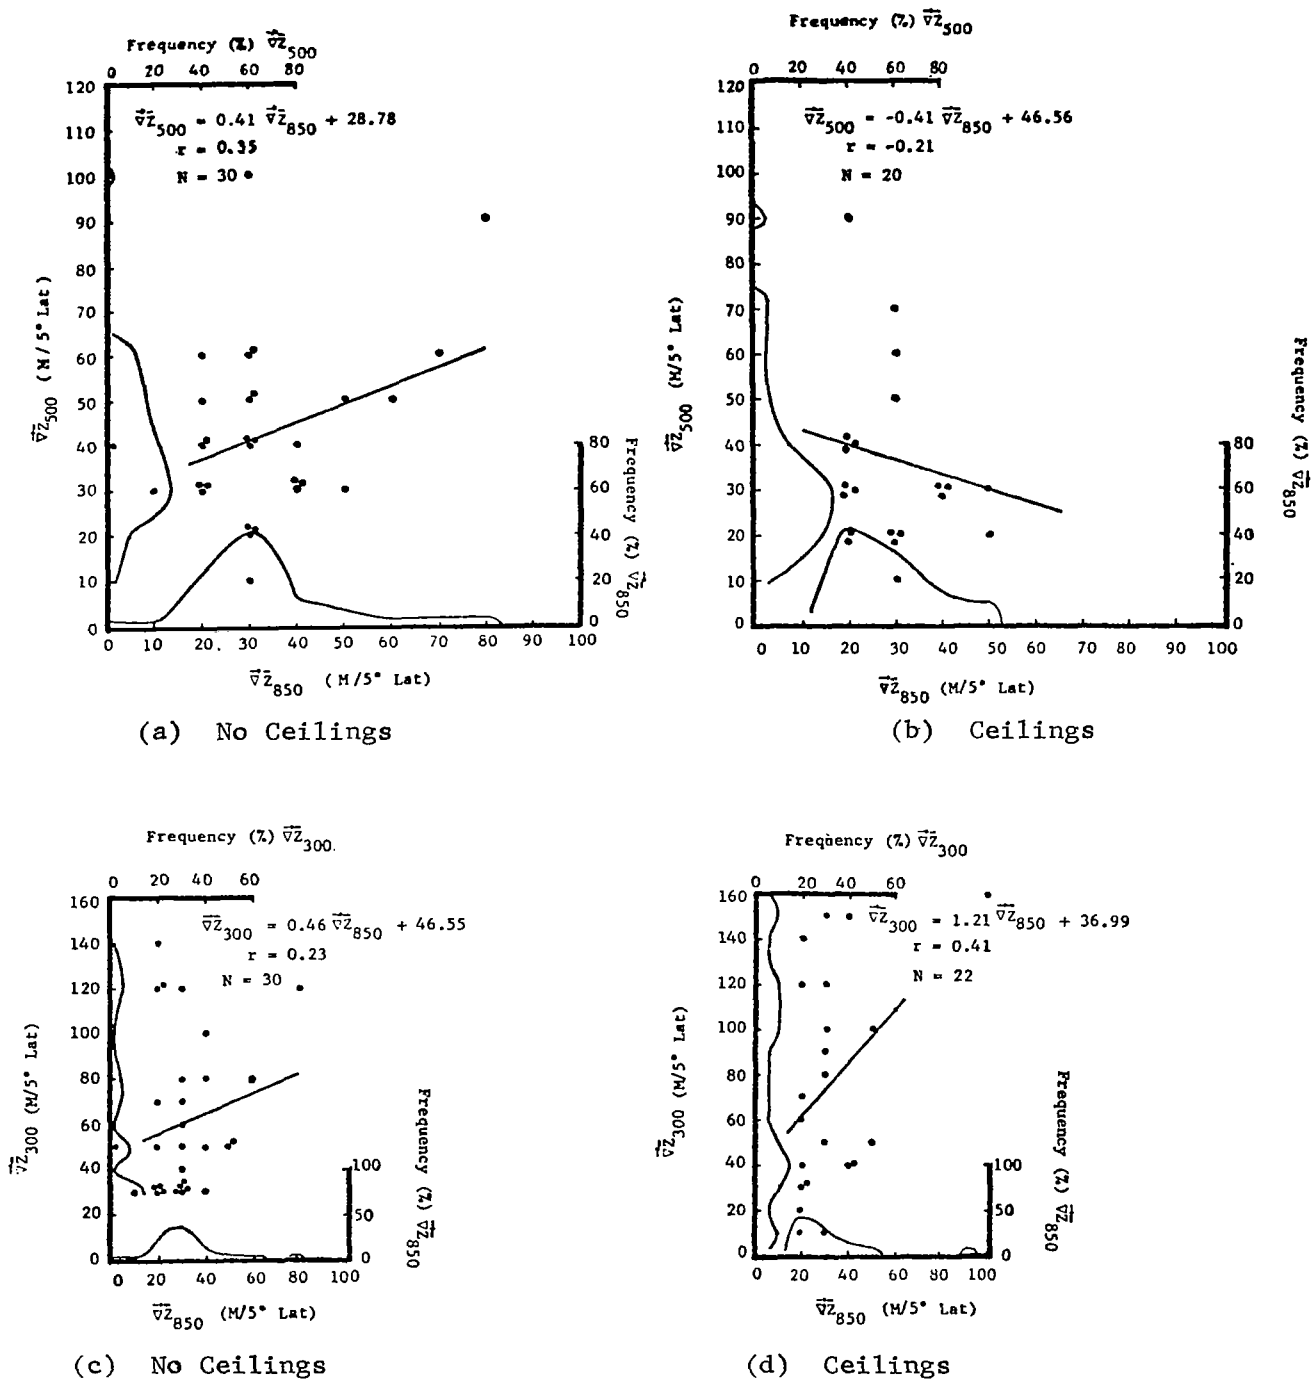 Frequency (%) ∇Z500
0 20 40 60 80
120
110
100
90
80
70
60
50
40
30
20
10
0
∇Z500 = 0.41 ∇Z850 + 28.78
r = 0.35
N = 30
∇Z500 (M/5° Lat)
80
60
40
20
0
Frequency (%) ∇Z850
0 10 20 30 40 50 60 70 80 90 100
∇Z850 (M/5° Lat)
(a) No Ceilings
Frequency (%) ∇Z500
0 20 40 60 80
120
110
100
90
80
70
60
50
40
30
20
10
0
∇Z500 = -0.41 ∇Z850 + 46.56
r = -0.21
N = 20
∇Z500 (M/5° Lat)
80
60
40
20
0
Frequency (%) ∇Z850
0 10 20 30 40 50 60 70 80 90 100
∇Z850 (M/5° Lat)
(b) Ceilings
Frequency (%) ∇Z300
0 20 40 60
160
140
120
100
80
60
40
20
0
∇Z300 = 0.46 ∇Z850 + 46.55
r = 0.23
N = 30
∇Z300 (M/5° Lat)
100
50
0
Frequency (%) ∇Z850
0 20 40 60 80 100
∇Z850 (M/5° Lat)
(c) No Ceilings
Frequency (%) ∇Z300
0 20 40 60
160
140
120
100
80
60
40
20
0
∇Z300 = 1.21 ∇Z850 + 36.99
r = 0.41
N = 22
∇Z300 (M/5° Lat)
100
50
0
Frequency (%) ∇Z850
0 20 40 60 80 100
∇Z850 (M/5° Lat)
(d) Ceilings